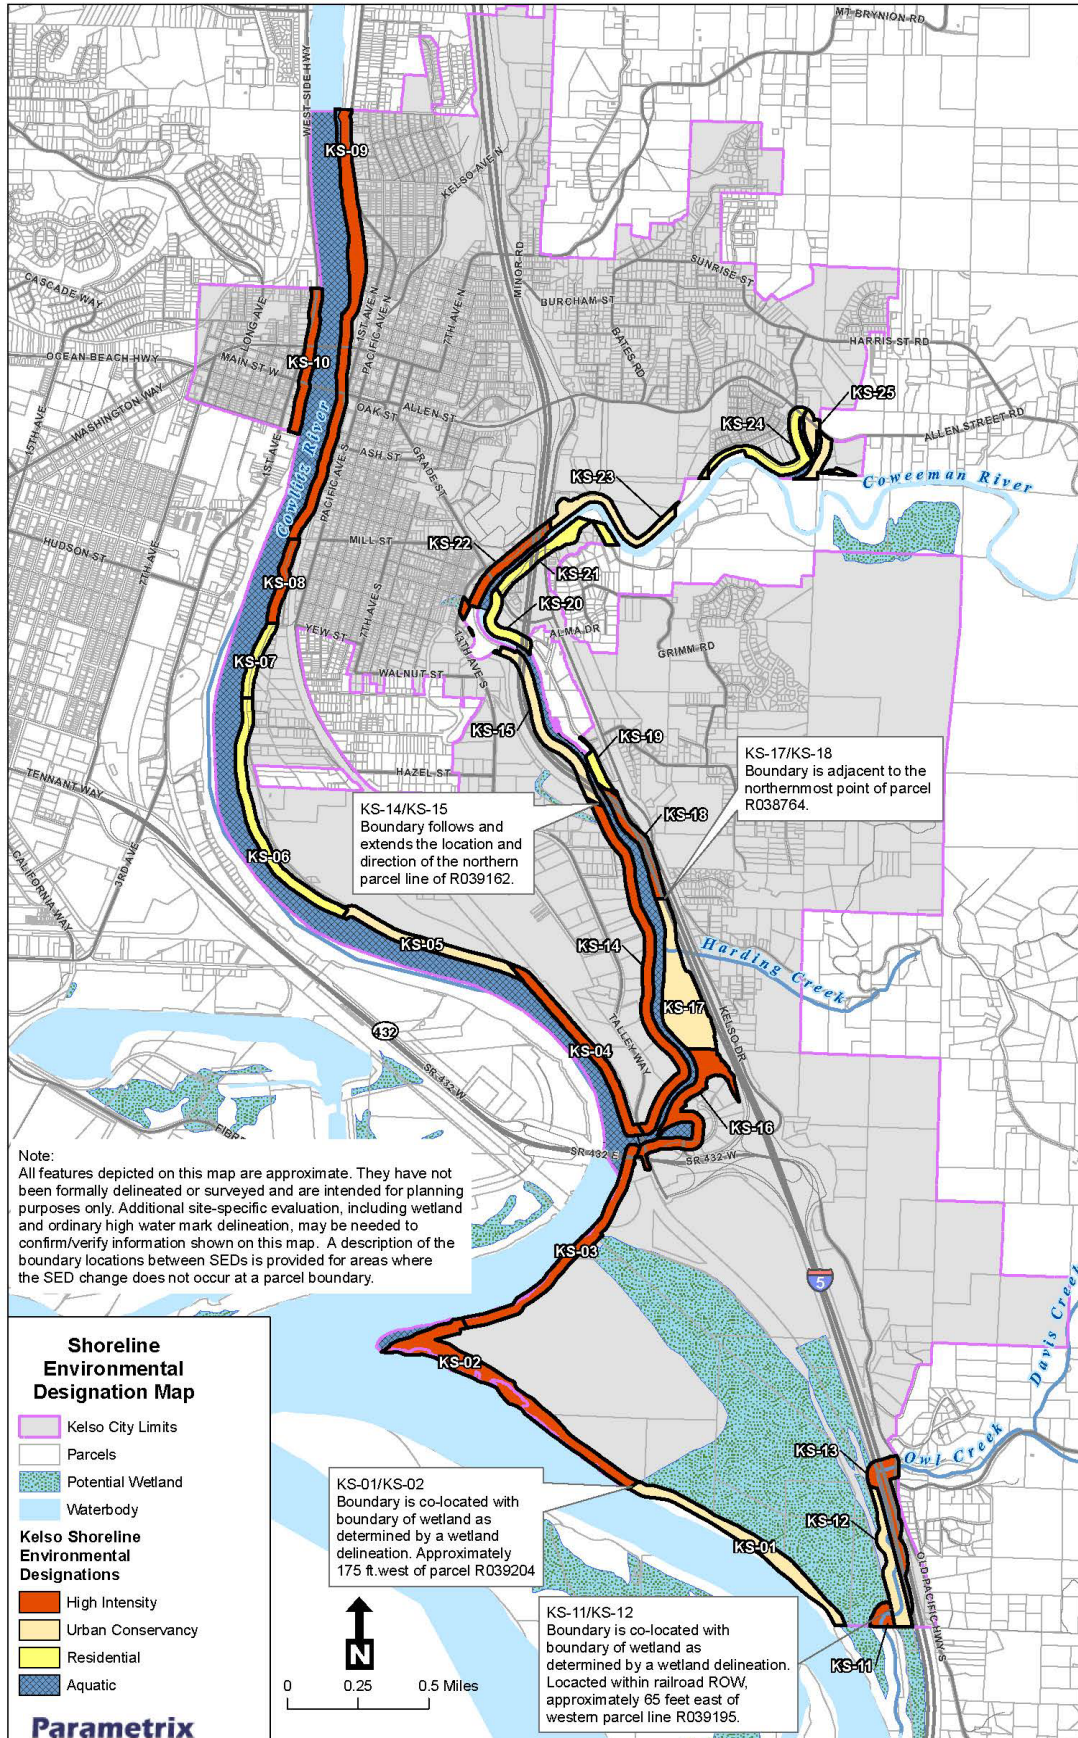 MT BRYNION RD
WEST SIDE HWY
KS-09
KELSO AVE N
MINOR RD
SUNRISE ST
CASCADE WAY
LONG AVE
1ST AVE N
PACIFIC AVE N
7TH AVE N
BURCHAM ST
BATES RD
HARRIS ST RD
OCEAN BEACH HWY
MAIN ST W
KS-10
WASHINGTON WAY
15TH AVE
1ST AVE
Cowlitz River
OAK ST
ALLEN ST
ASH ST
GRADE ST
PACIFIC AVE S
KS-25
KS-24
ALLEN STREET RD
Coweeman River
KS-23
HUDSON ST
7TH AVE
MILL ST
KS-22
KS-21
KS-08
KS-20
7TH AVE S
YEW ST
13TH AVE S
ALMA DR
GRIMM RD
KS-07
WALNUT ST
KS-15
KS-19
HAZEL ST
TENNANT WAY
KS-17/KS-18
Boundary is adjacent to the
northernmost point of parcel
R038764.
KS-14/KS-15
Boundary follows and
extends the location and
direction of the northern
parcel line of R039162.
KS-18
3RD AVE
CALIFORNIA WAY
KS-06
KS-05
KS-14
Harding Creek
KS-17
KELSO DR
TALLEY WAY
432
SR 432 W
KS-04
KS-16
FIBRE
SR 432 E
SR 432 W
Note:
All features depicted on this map are approximate. They have not
been formally delineated or surveyed and are intended for planning
purposes only. Additional site-specific evaluation, including wetland
and ordinary high water mark delineation, may be needed to
confirm/verify information shown on this map. A description of the
boundary locations between SEDs is provided for areas where
the SED change does not occur at a parcel boundary.
KS-03
5
Davis Creek
KS-02
KS-13
Owl Creek
KS-01/KS-02
Boundary is co-located with
boundary of wetland as
determined by a wetland
delineation. Approximately
175 ft.west of parcel R039204
KS-12
KS-01
OLD PACIFIC HWY S
KS-11/KS-12
Boundary is co-located with
boundary of wetland as
determined by a wetland delineation.
Locacted within railroad ROW,
approximately 65 feet east of
western parcel line R039195.
KS-11
Shoreline
Environmental
Designation Map
Kelso City Limits
Parcels
Potential Wetland
Waterbody
Kelso Shoreline
Environmental
Designations
High Intensity
Urban Conservancy
Residential
Aquatic
Parametrix
N
0 0.25 0.5 Miles